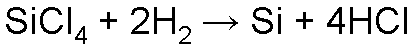 SiCl₄ + 2H₂ → Si + 4HCl